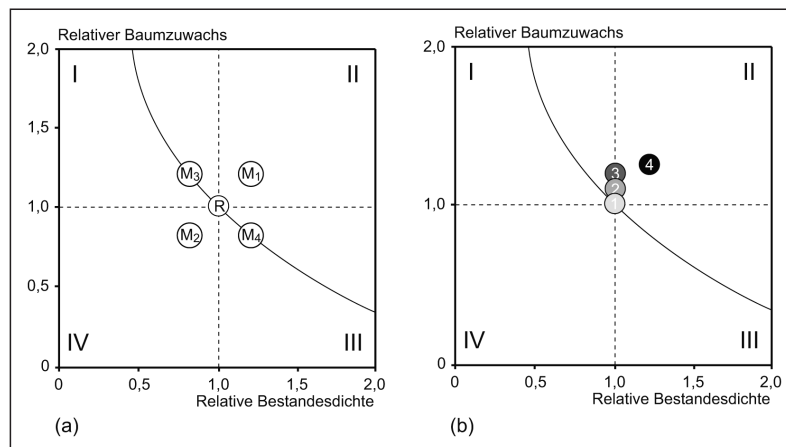 Relativer Baumzuwachs
2,0
I
II
1,5
M3
M1
1,0
R
M2
M4
0,5
IV
III
0
0
0,5
1,0
1,5
2,0
Relative Bestandesdichte
(a)
Relativer Baumzuwachs
2,0
I
II
1,5
4
3
2
1,0
1
0,5
IV
III
0
0
0,5
1,0
1,5
2,0
Relative Bestandesdichte
(b)